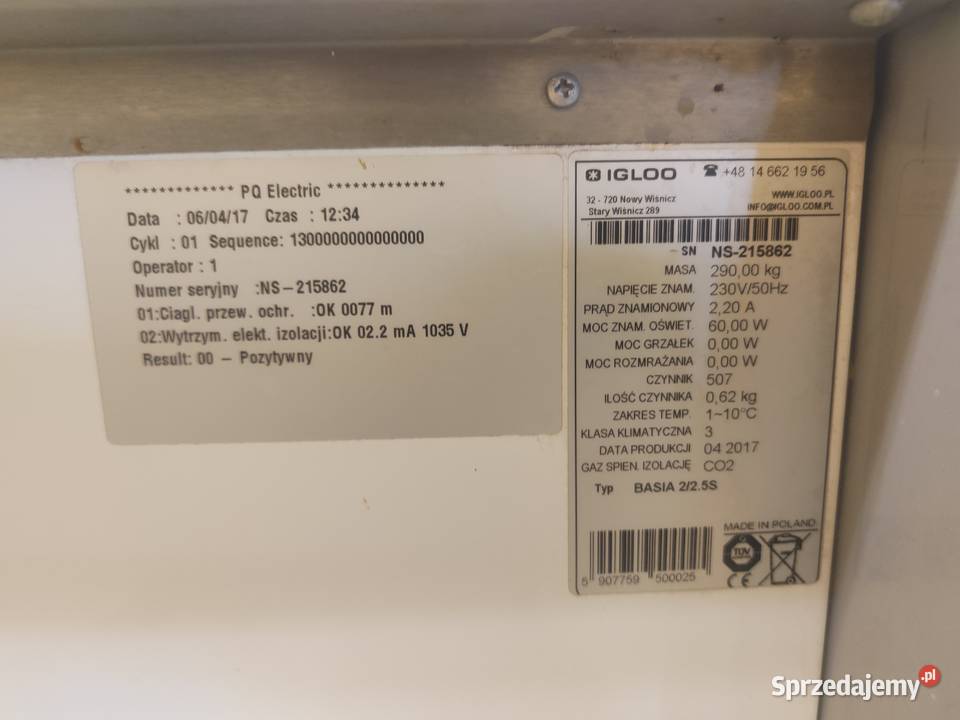 ************* PQ Electric **************
Data : 06/04/17 Czas : 12:34
Cykl : 01 Sequence: 1300000000000000
Operator : 1
Numer seryjny :NS-215862
01:Ciagl. przew. ochr. :OK 0077 m
02:Wytrzym. elekt. izolacji:OK 02.2 mA 1035 V
Result: 00 - Pozytywny
IGLOO ☎ +48 14 662 19 56
32 - 720 Nowy Wiśnicz
Stary Wiśnicz 289
WWW.IGLOO.PL
INFO@IGLOO.COM.PL
SN NS-215862
MASA 290,00 kg
NAPIĘCIE ZNAM. 230V/50Hz
PRĄD ZNAMIONOWY 2,20 A
MOC ZNAM. OŚWIET. 60,00 W
MOC GRZAŁEK 0,00 W
MOC ROZMRAŻANIA 0,00 W
CZYNNIK 507
ILOŚĆ CZYNNIKA 0,62 kg
ZAKRES TEMP. 1~10°C
KLASA KLIMATYCZNA 3
DATA PRODUKCJI 04 2017
GAZ SPIEN. IZOLACJĘ CO2
Typ BASIA 2/2.5S
MADE IN POLAND
TÜV
CE
5 907759 500025
Sprzedajemy.pl